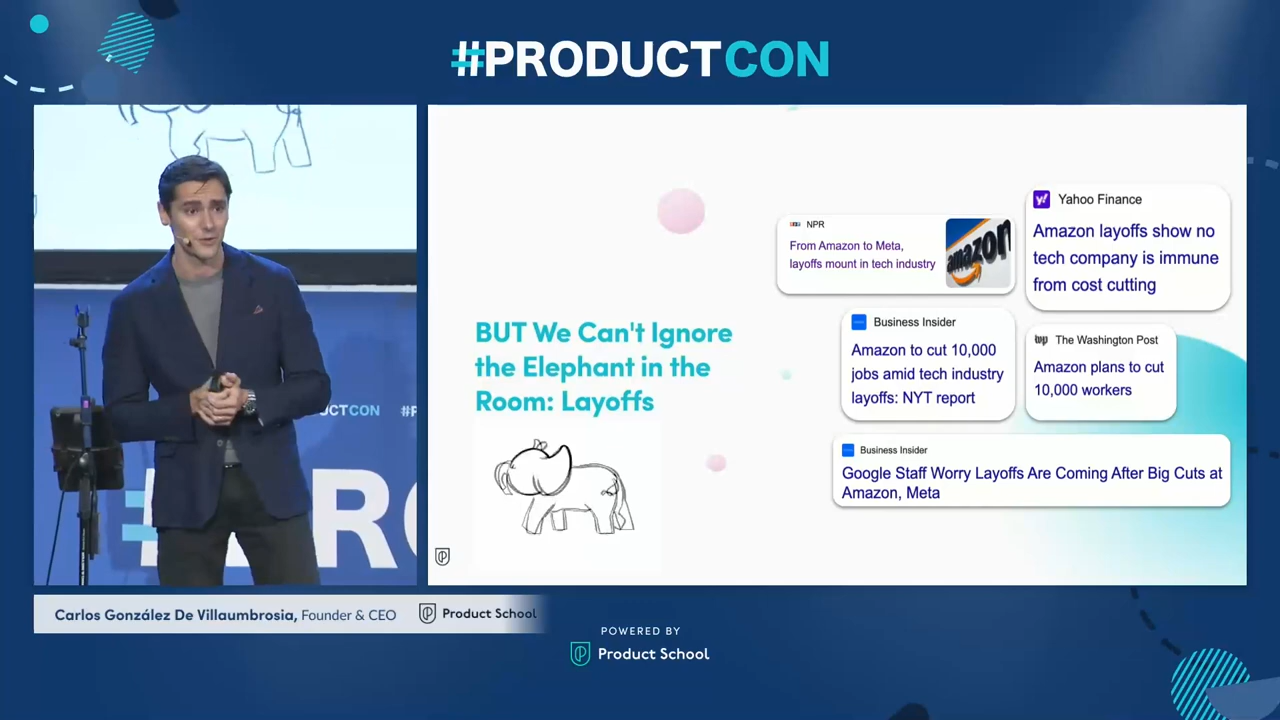 #PRODUCTCON
BUT We Can't Ignore
the Elephant in the
Room: Layoffs
NPR
From Amazon to Meta,
layoffs mount in tech industry
amazon
Yahoo Finance
Amazon layoffs show no
tech company is immune
from cost cutting
Business Insider
Amazon to cut 10,000
jobs amid tech industry
layoffs: NYT report
wp The Washington Post
Amazon plans to cut
10,000 workers
Business Insider
Google Staff Worry Layoffs Are Coming After Big Cuts at
Amazon, Meta
UCTCON #P
#PRO
Carlos González De Villaumbrosia, Founder & CEO Product School
POWERED BY
Product School